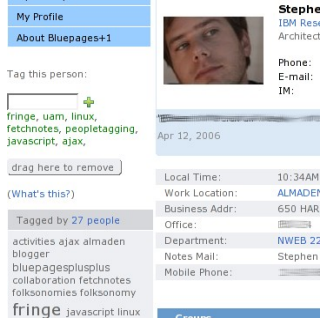 My Profile
About Bluepages+1
Tag this person:
fringe, uam, linux,
fetchnotes, peopletagging,
javascript, ajax,
drag here to remove
(What's this?)
Tagged by 27 people
activities ajax almaden
blogger
bluepagesplusplus
collaboration fetchnotes
folksonomies folksonomy
fringe javascript linux
Stephe
IBM Rese
Architect
Phone:
E-mail:
IM:
Apr 12, 2006
Local Time: 10:34AM
Work Location: ALMADEN
Business Addr: 650 HAR
Office:
Department: NWEB 22
Notes Mail: Stephen
Mobile Phone:
Groups